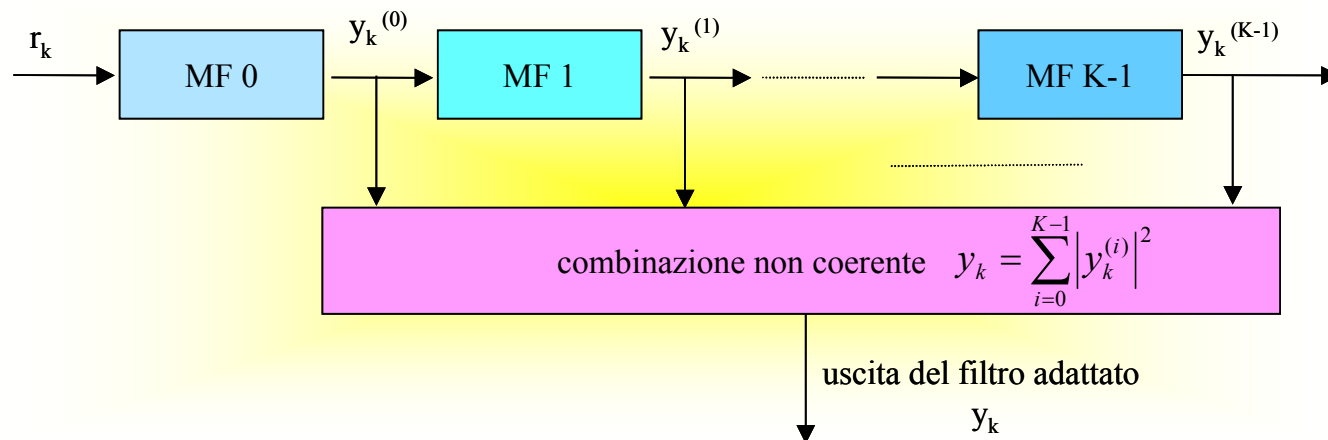 r_k y_k^(0) y_k^(1) y_k^(K-1)
MF 0 MF 1 MF K-1
combinazione non coerente y_k = \sum_{i=0}^{K-1} |y_k^{(i)}|^2
uscita del filtro adattato
y_k